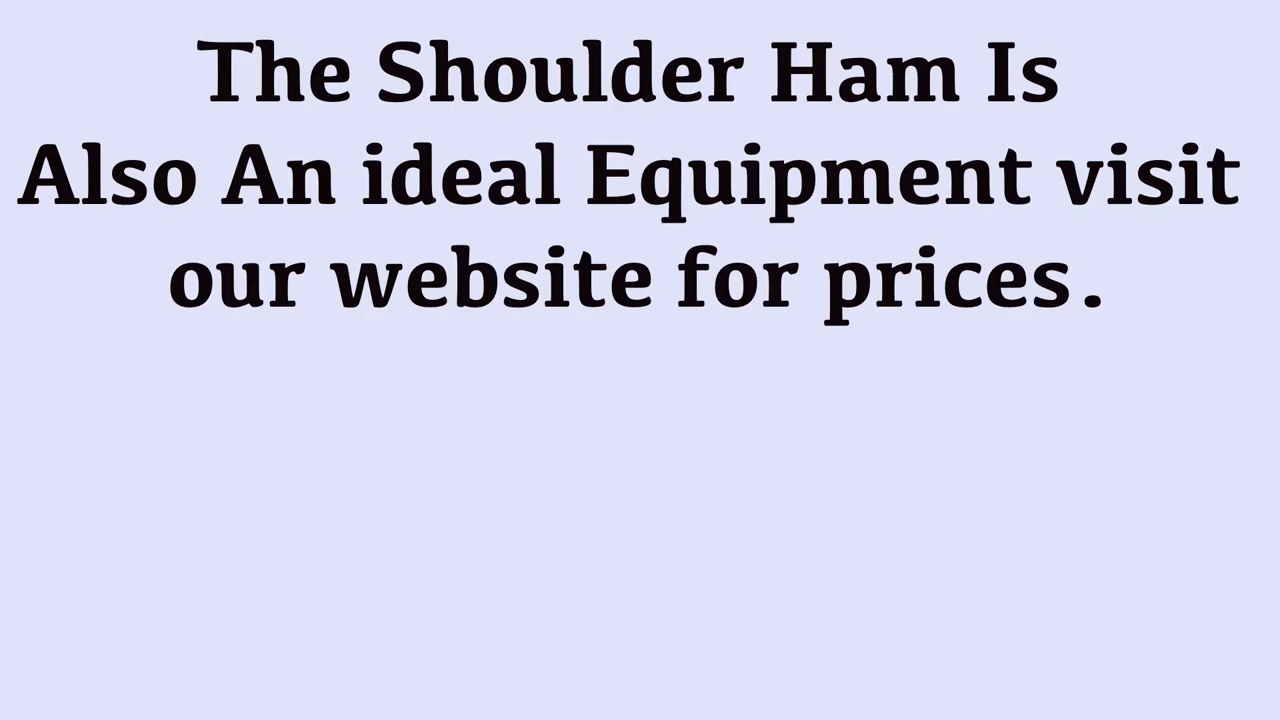 The Shoulder Ham Is
Also An ideal Equipment visit
our website for prices.